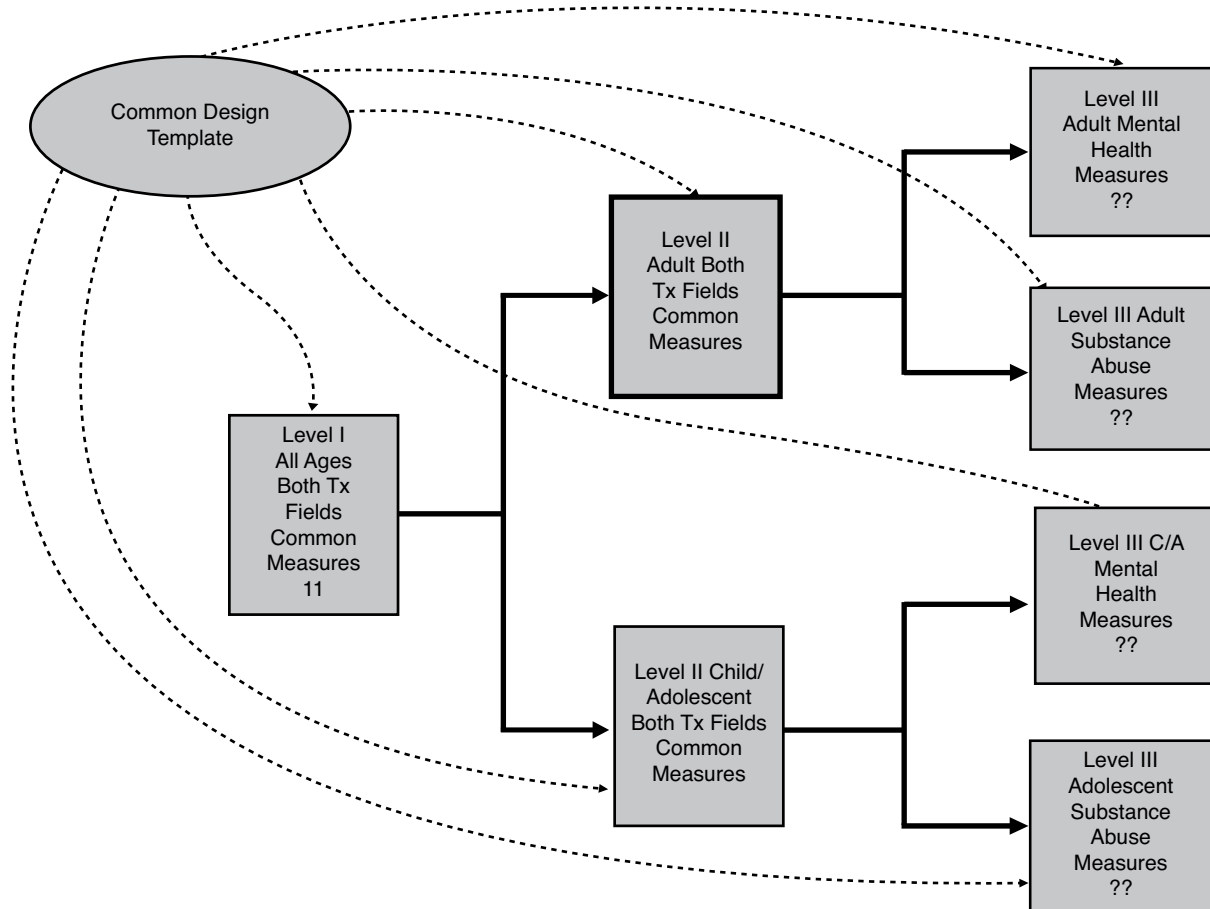 Common Design
Template
Level III
Adult Mental
Health
Measures
??
Level II
Adult Both
Tx Fields
Common
Measures
Level III Adult
Substance
Abuse
Measures
??
Level I
All Ages
Both Tx
Fields
Common
Measures
11
Level III C/A
Mental
Health
Measures
??
Level II Child/
Adolescent
Both Tx Fields
Common
Measures
Level III
Adolescent
Substance
Abuse
Measures
??